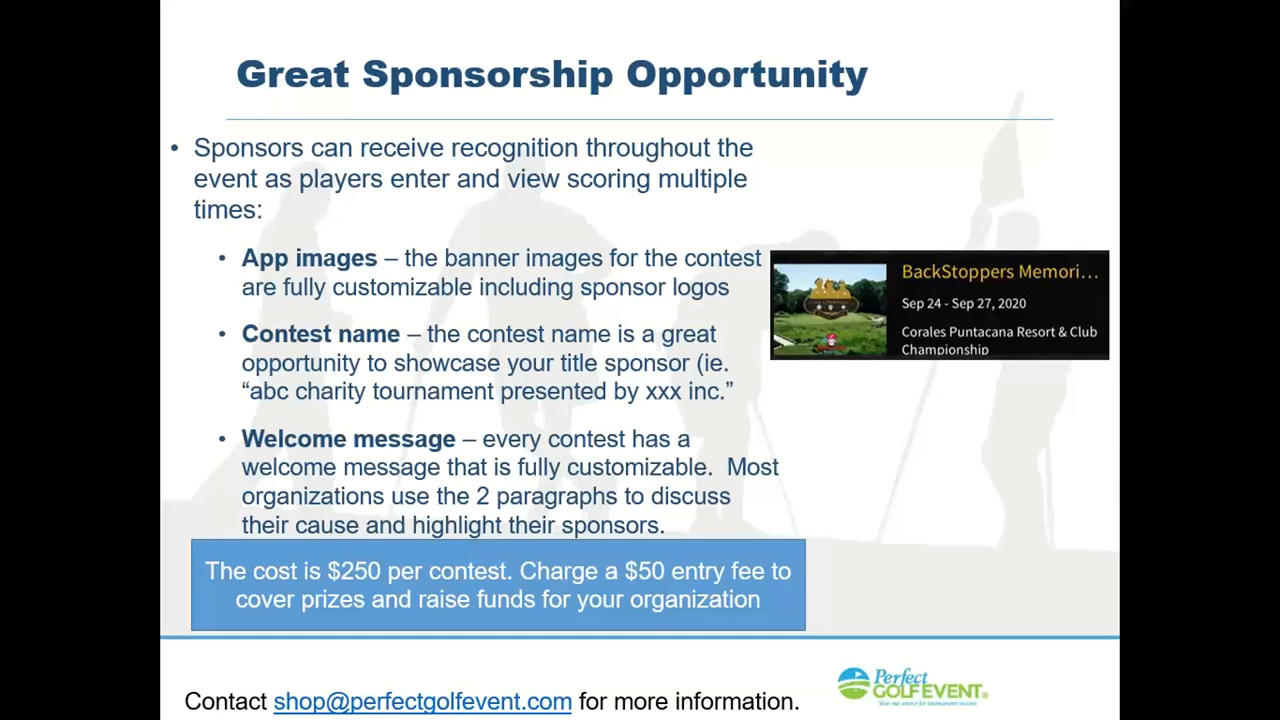 Great Sponsorship Opportunity
• Sponsors can receive recognition throughout the
event as players enter and view scoring multiple
times:
• App images – the banner images for the contest
are fully customizable including sponsor logos
• Contest name – the contest name is a great
opportunity to showcase your title sponsor (ie.
“abc charity tournament presented by xxx inc.”
• Welcome message – every contest has a
welcome message that is fully customizable.  Most
organizations use the 2 paragraphs to discuss
their cause and highlight their sponsors.
BackStoppers Memori...
Sep 24 - Sep 27, 2020
Corales Puntacana Resort & Club
Championship
The cost is $250 per contest. Charge a $50 entry fee to
cover prizes and raise funds for your organization
Contact shop@perfectgolfevent.com for more information.
Perfect
GOLF EVENT®
Your one source for tournament success